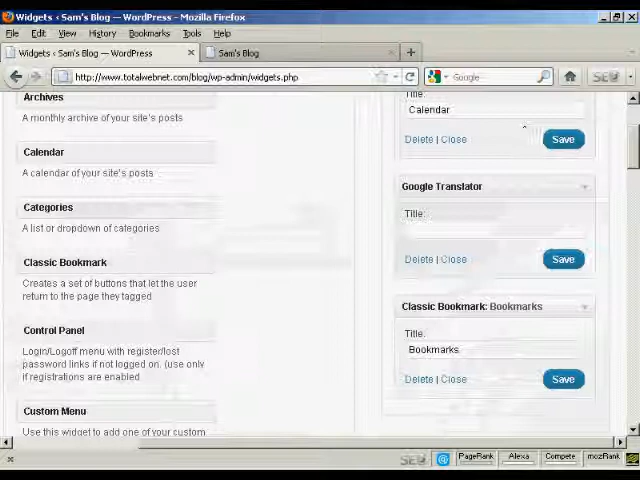 Widgets ‹ Sam's Blog — WordPress - Mozilla Firefox
File Edit View History Bookmarks Tools Help
Widgets ‹ Sam's Blog — WordPress
Sam's Blog
http://www.totalwebnet.com/blog/wp-admin/widgets.php
Google
Archives
A monthly archive of your site's posts
Calendar
A calendar of your site's posts
Categories
A list or dropdown of categories
Classic Bookmark
Creates a set of buttons that let the user
return to the page they tagged
Control Panel
Login/Logoff menu with register/lost
password links if not logged on. (use only
if registrations are enabled
Custom Menu
Use this widget to add one of your custom
Title:
Calendar
Delete | Close
Save
Google Translator
Title:
Delete | Close
Save
Classic Bookmark: Bookmarks
Title:
Bookmarks
Delete | Close
Save
PageRank
Alexa
Compete
mozRank